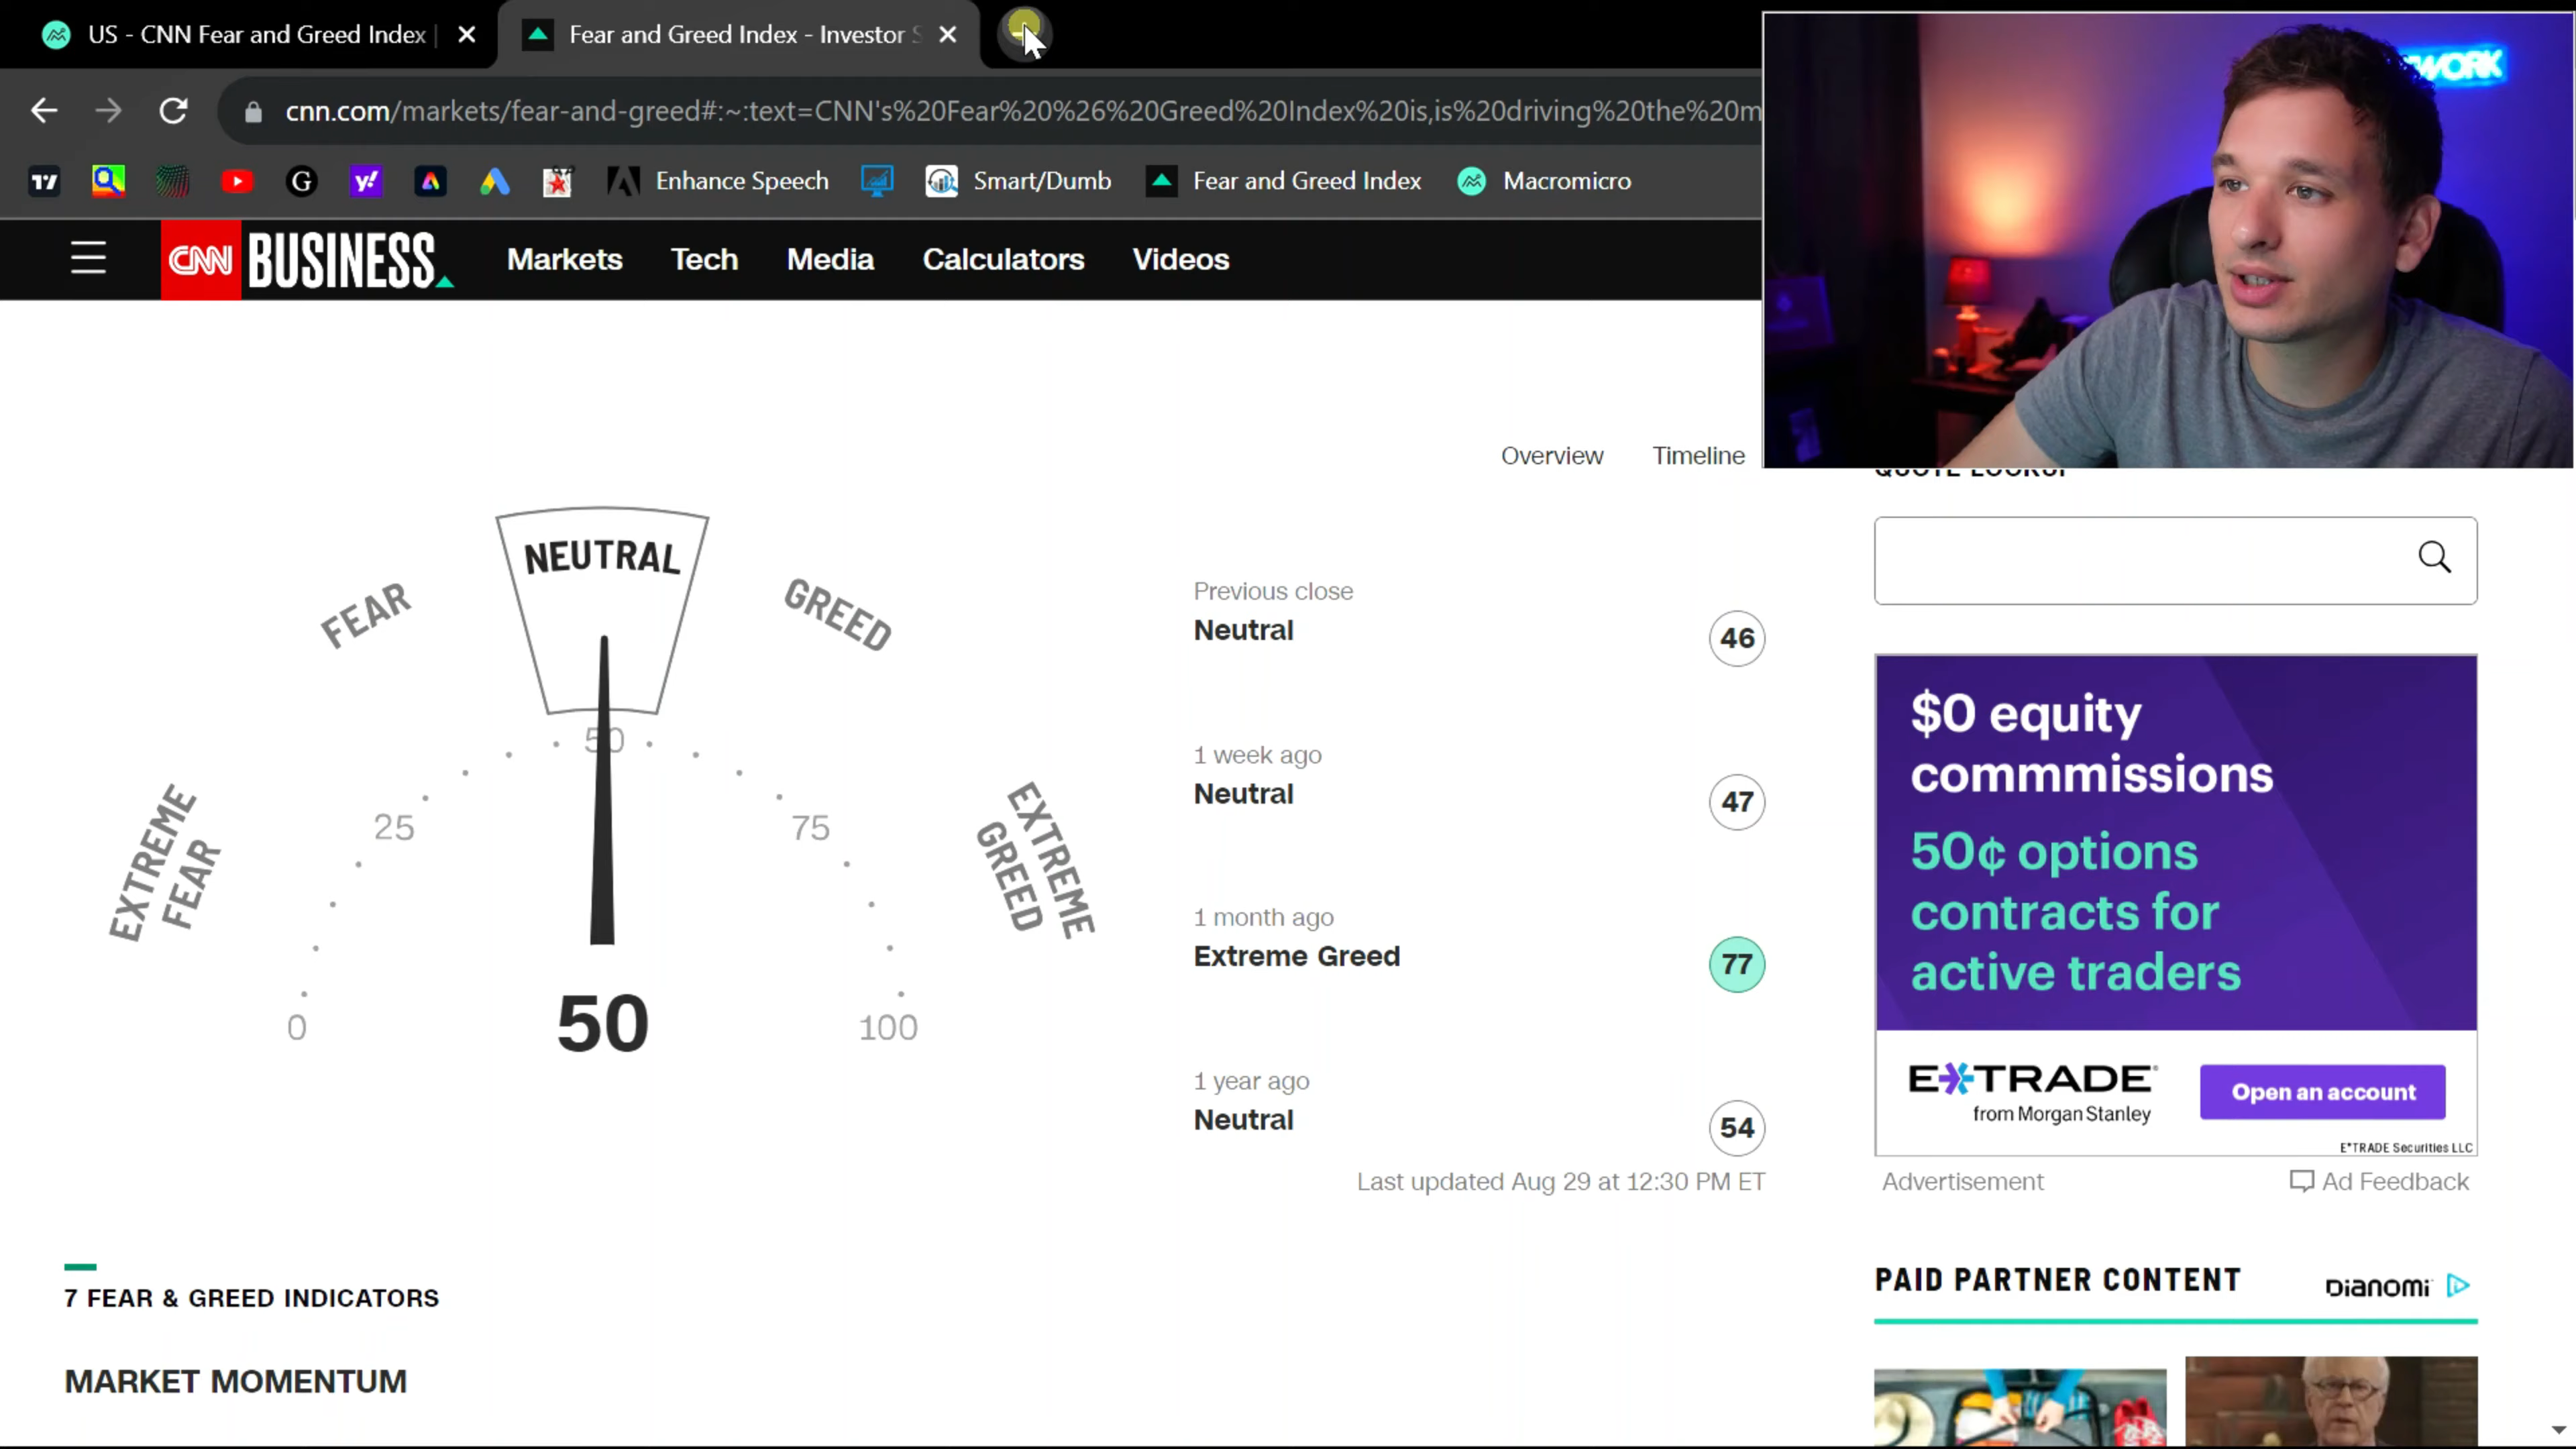 US - CNN Fear and Greed Index |
Fear and Greed Index - Investor S
cnn.com/markets/fear-and-greed#:~:text=CNN's%20Fear%20%26%20Greed%20Index%20is,is%20driving%20the%20m
Enhance Speech
Smart/Dumb
Fear and Greed Index
Macromicro
CNN BUSINESS
Markets
Tech
Media
Calculators
Videos
WORK
Overview
Timeline
QUOTE LOOKUP
NEUTRAL
FEAR
GREED
EXTREME
FEAR
EXTREME
GREED
0
25
50
75
100
50
Previous close
Neutral
46
1 week ago
Neutral
47
1 month ago
Extreme Greed
77
1 year ago
Neutral
54
Last updated Aug 29 at 12:30 PM ET
$0 equity
commmissions
50¢ options
contracts for
active traders
E*TRADE
from Morgan Stanley
Open an account
E*TRADE Securities LLC
Advertisement
Ad Feedback
7 FEAR & GREED INDICATORS
MARKET MOMENTUM
PAID PARTNER CONTENT
DIANOMI